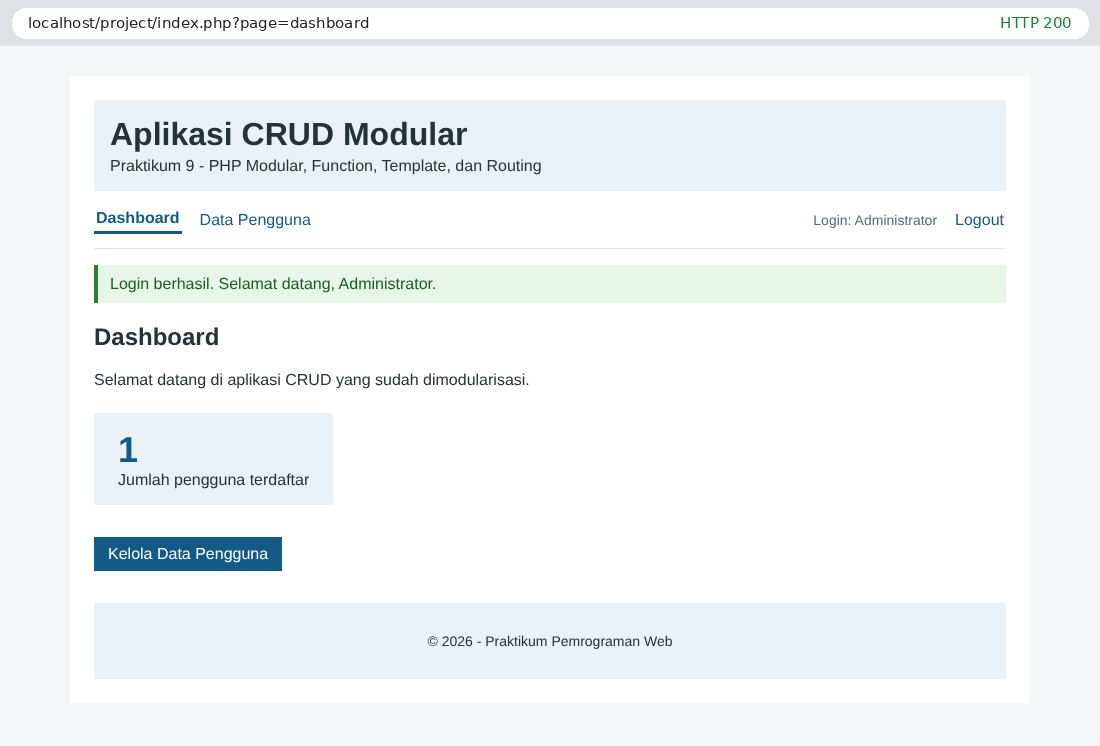 localhost/project/index.php?page=dashboard HTTP 200
Aplikasi CRUD Modular
Praktikum 9 - PHP Modular, Function, Template, dan Routing
Dashboard Data Pengguna Login: Administrator Logout
Login berhasil. Selamat datang, Administrator.
Dashboard
Selamat datang di aplikasi CRUD yang sudah dimodularisasi.
1
Jumlah pengguna terdaftar
Kelola Data Pengguna
© 2026 - Praktikum Pemrograman Web